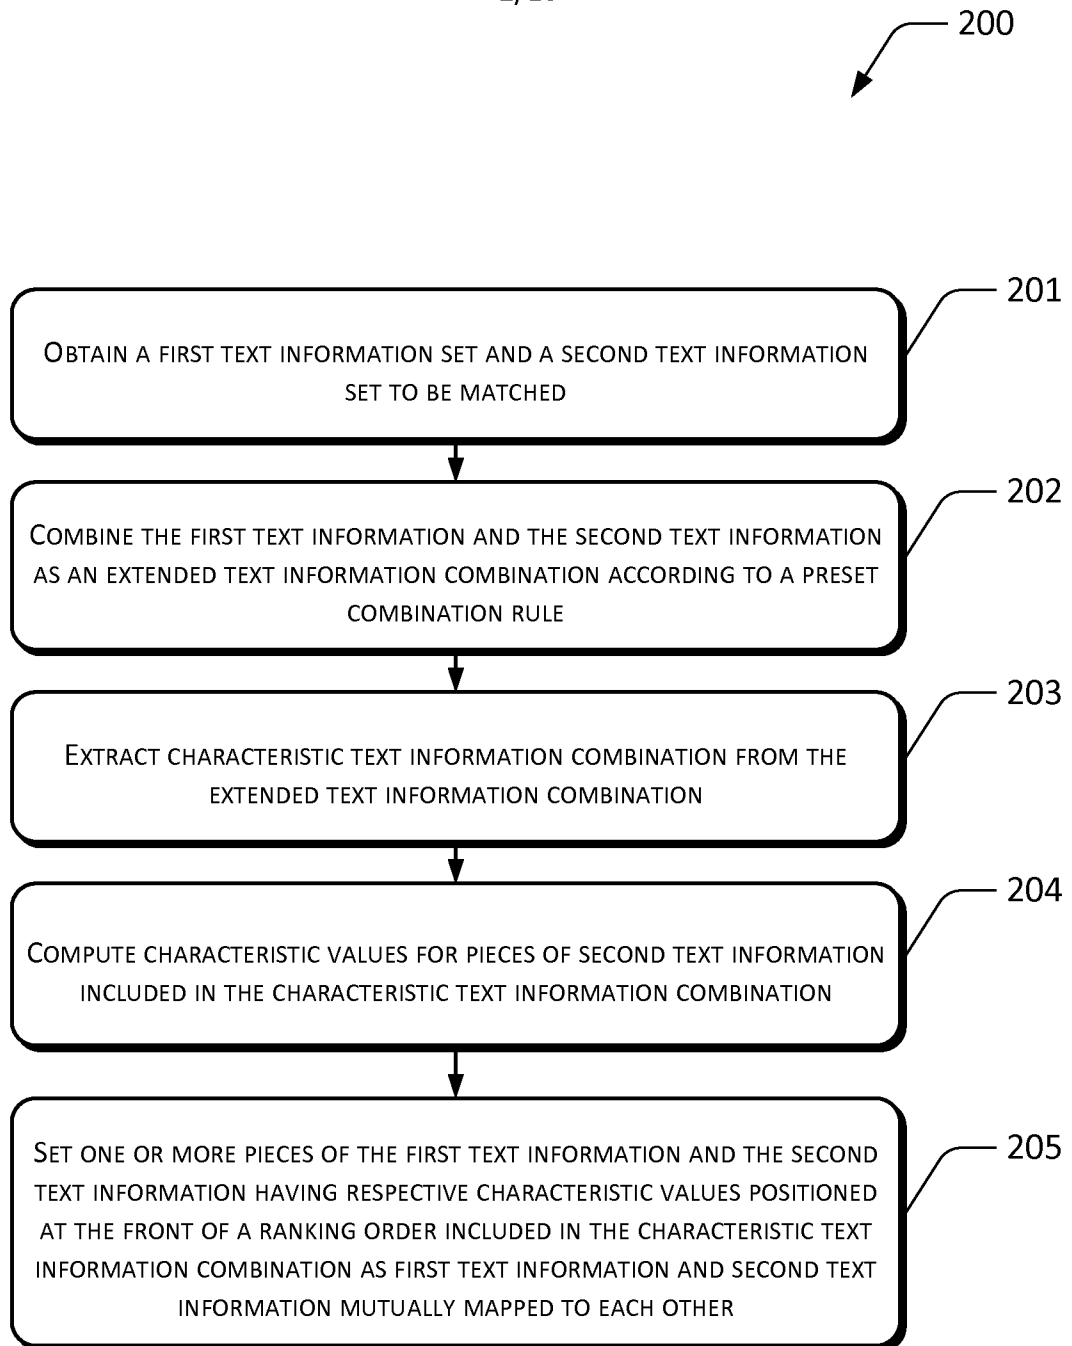 200
201
OBTAIN A FIRST TEXT INFORMATION SET AND A SECOND TEXT INFORMATION
SET TO BE MATCHED
202
COMBINE THE FIRST TEXT INFORMATION AND THE SECOND TEXT INFORMATION
AS AN EXTENDED TEXT INFORMATION COMBINATION ACCORDING TO A PRESET
COMBINATION RULE
203
EXTRACT CHARACTERISTIC TEXT INFORMATION COMBINATION FROM THE
EXTENDED TEXT INFORMATION COMBINATION
204
COMPUTE CHARACTERISTIC VALUES FOR PIECES OF SECOND TEXT INFORMATION
INCLUDED IN THE CHARACTERISTIC TEXT INFORMATION COMBINATION
205
SET ONE OR MORE PIECES OF THE FIRST TEXT INFORMATION AND THE SECOND
TEXT INFORMATION HAVING RESPECTIVE CHARACTERISTIC VALUES POSITIONED
AT THE FRONT OF A RANKING ORDER INCLUDED IN THE CHARACTERISTIC TEXT
INFORMATION COMBINATION AS FIRST TEXT INFORMATION AND SECOND TEXT
INFORMATION MUTUALLY MAPPED TO EACH OTHER